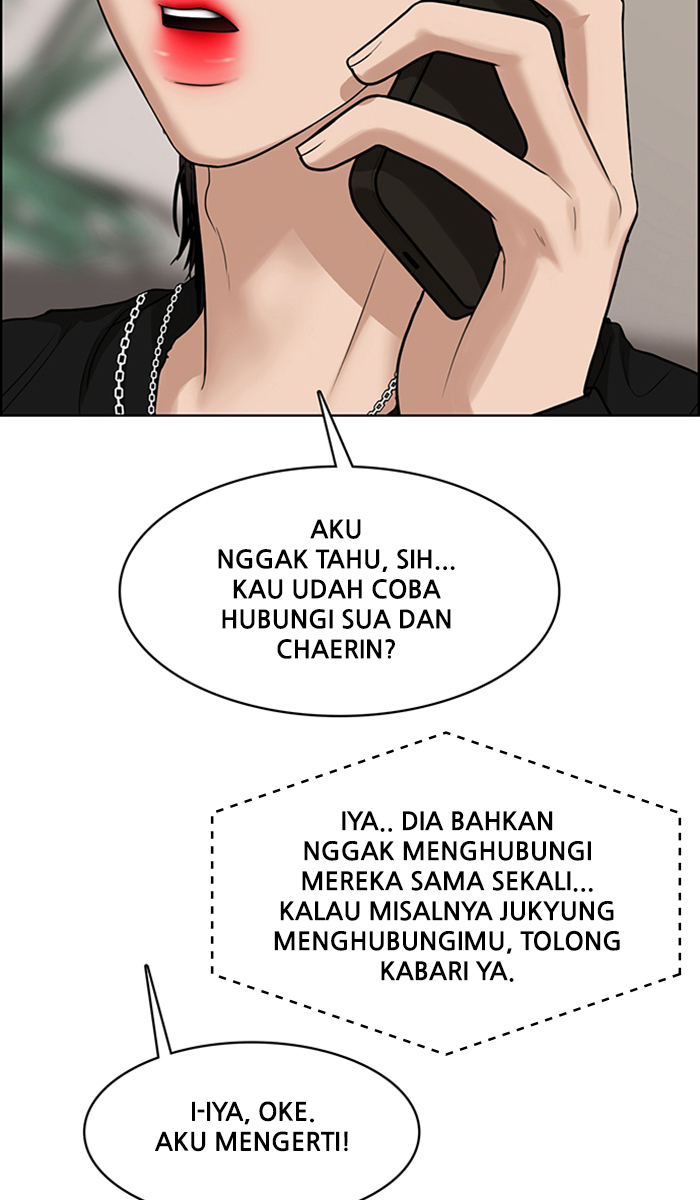 AKU
NGGAK TAHU, SIH...
KAU UDAH COBA
HUBUNGI SUA DAN
CHAERIN?
IYA.. DIA BAHKAN
NGGAK MENGHUBUNGI
MEREKA SAMA SEKALI...
KALAU MISALNYA JUKYUNG
MENGHUBUNGIMU, TOLONG
KABARI YA.
I-IYA, OKE.
AKU MENGERTI!